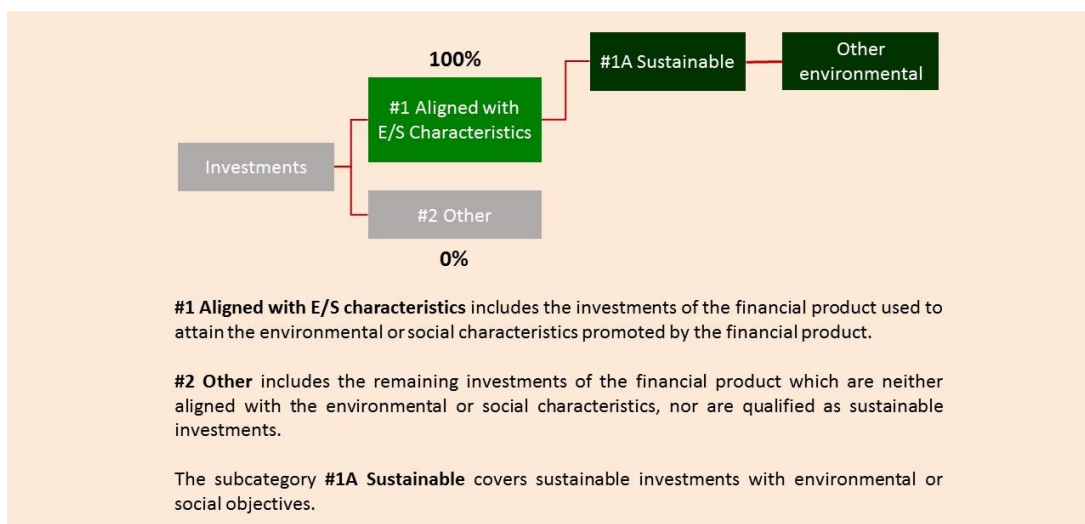 100%
#1A Sustainable
Other
environmental
#1 Aligned with
E/S Characteristics
Investments
#2 Other
0%
#1 Aligned with E/S characteristics includes the investments of the financial product used to
attain the environmental or social characteristics promoted by the financial product.
#2 Other includes the remaining investments of the financial product which are neither
aligned with the environmental or social characteristics, nor are qualified as sustainable
investments.
The subcategory #1A Sustainable covers sustainable investments with environmental or
social objectives.